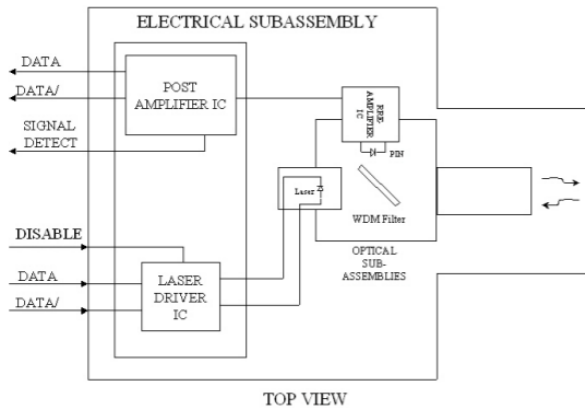 ELECTRICAL SUBASSEMBLY
DATA
DATA/
SIGNAL
DETECT
POST
AMPLIFIER IC
PRE-
AMPLIFIER
IC
PIN
Laser
WDM Filter
OPTICAL
SUB-
ASSEMBLIES
DISABLE
DATA
DATA/
LASER
DRIVER
IC
TOP VIEW